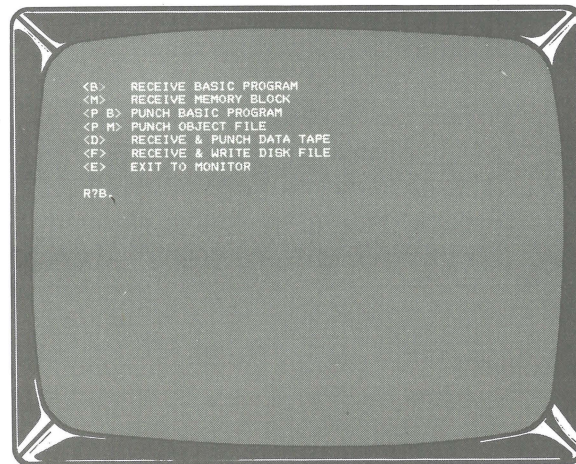 <B> RECEIVE BASIC PROGRAM
<M> RECEIVE MEMORY BLOCK
<P B> PUNCH BASIC PROGRAM
<P M> PUNCH OBJECT FILE
<D> RECEIVE & PUNCH DATA TAPE
<F> RECEIVE & WRITE DISK FILE
<E> EXIT TO MONITOR
R?B.